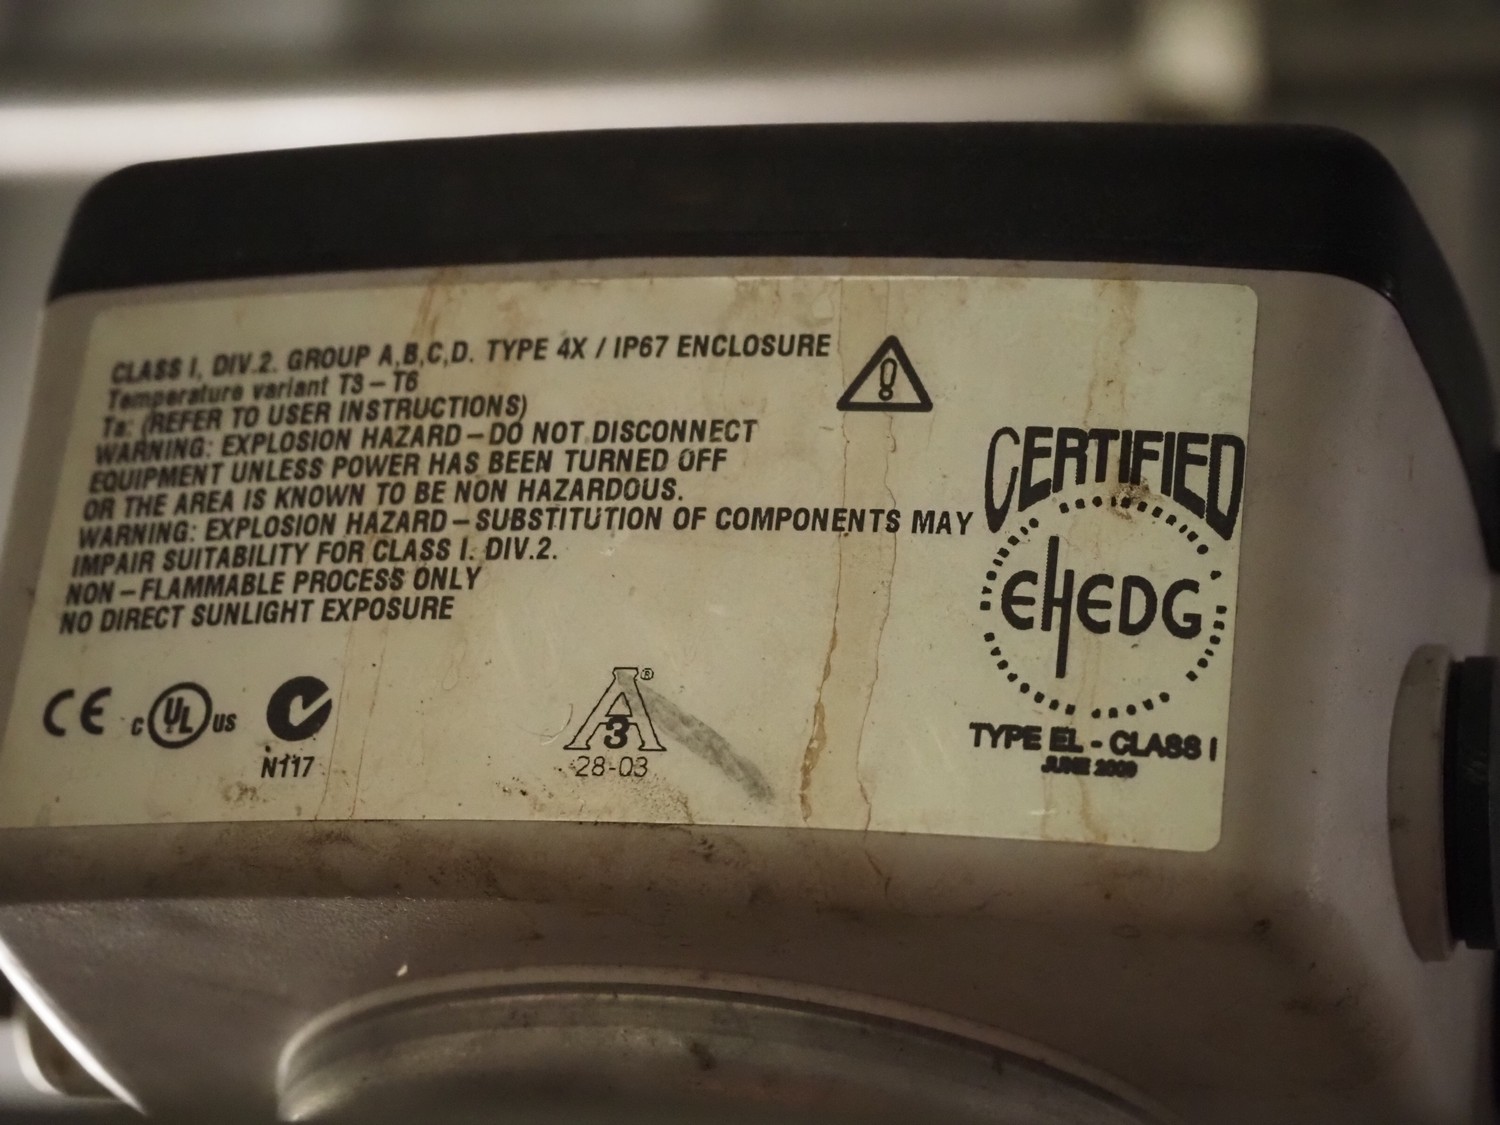 CLASS I, DIV.2. GROUP A,B,C,D. TYPE 4X / IP67 ENCLOSURE
Temperature variant T3 – T6
Ta: (REFER TO USER INSTRUCTIONS)
WARNING: EXPLOSION HAZARD – DO NOT DISCONNECT
EQUIPMENT UNLESS POWER HAS BEEN TURNED OFF
OR THE AREA IS KNOWN TO BE NON HAZARDOUS.
WARNING: EXPLOSION HAZARD – SUBSTITUTION OF COMPONENTS MAY
IMPAIR SUITABILITY FOR CLASS I. DIV.2.
NON – FLAMMABLE PROCESS ONLY
NO DIRECT SUNLIGHT EXPOSURE
CE c UL us
N117
A ®
3
28-03
CERTIFIED
EHEDG
TYPE EL - CLASS I
JUNE 2009